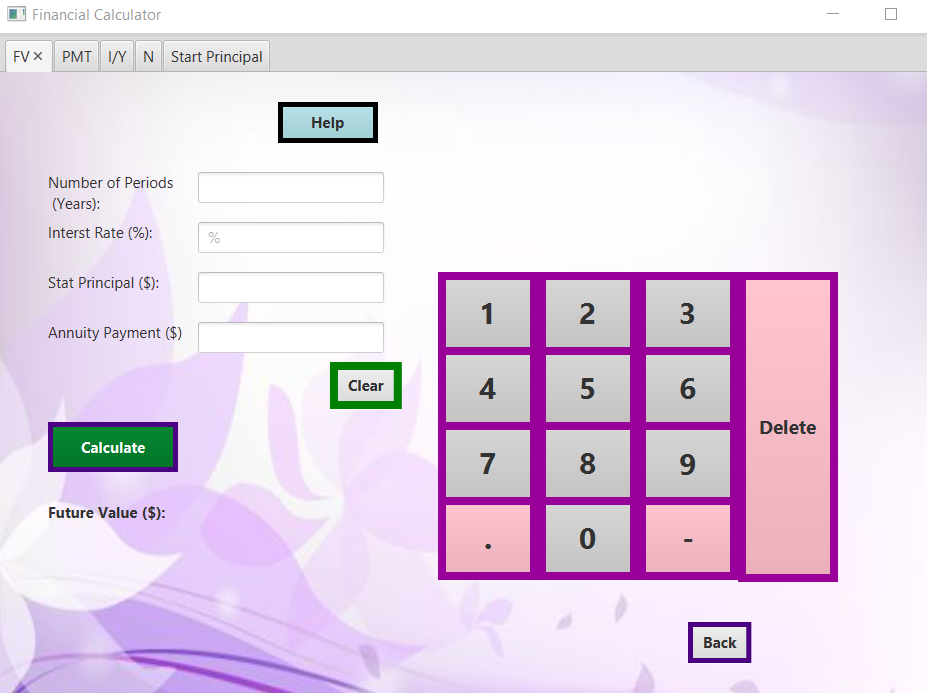 Financial Calculator
FV ✕ PMT I/Y N Start Principal
Help
Number of Periods
(Years):
Interst Rate (%):
%
Stat Principal ($):
Annuity Payment ($)
Clear
Calculate
Future Value ($):
1 2 3
4 5 6
7 8 9
. 0 -
Delete
Back